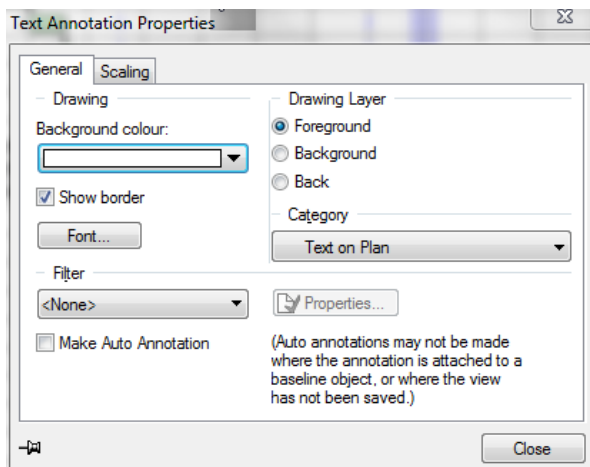 Text Annotation Properties
General Scaling
Drawing
Background colour:
Show border
Font...
Drawing Layer
Foreground
Background
Back
Category
Text on Plan
Filter
<None>
Properties...
Make Auto Annotation
(Auto annotations may not be made
where the annotation is attached to a
baseline object, or where the view
has not been saved.)
Close